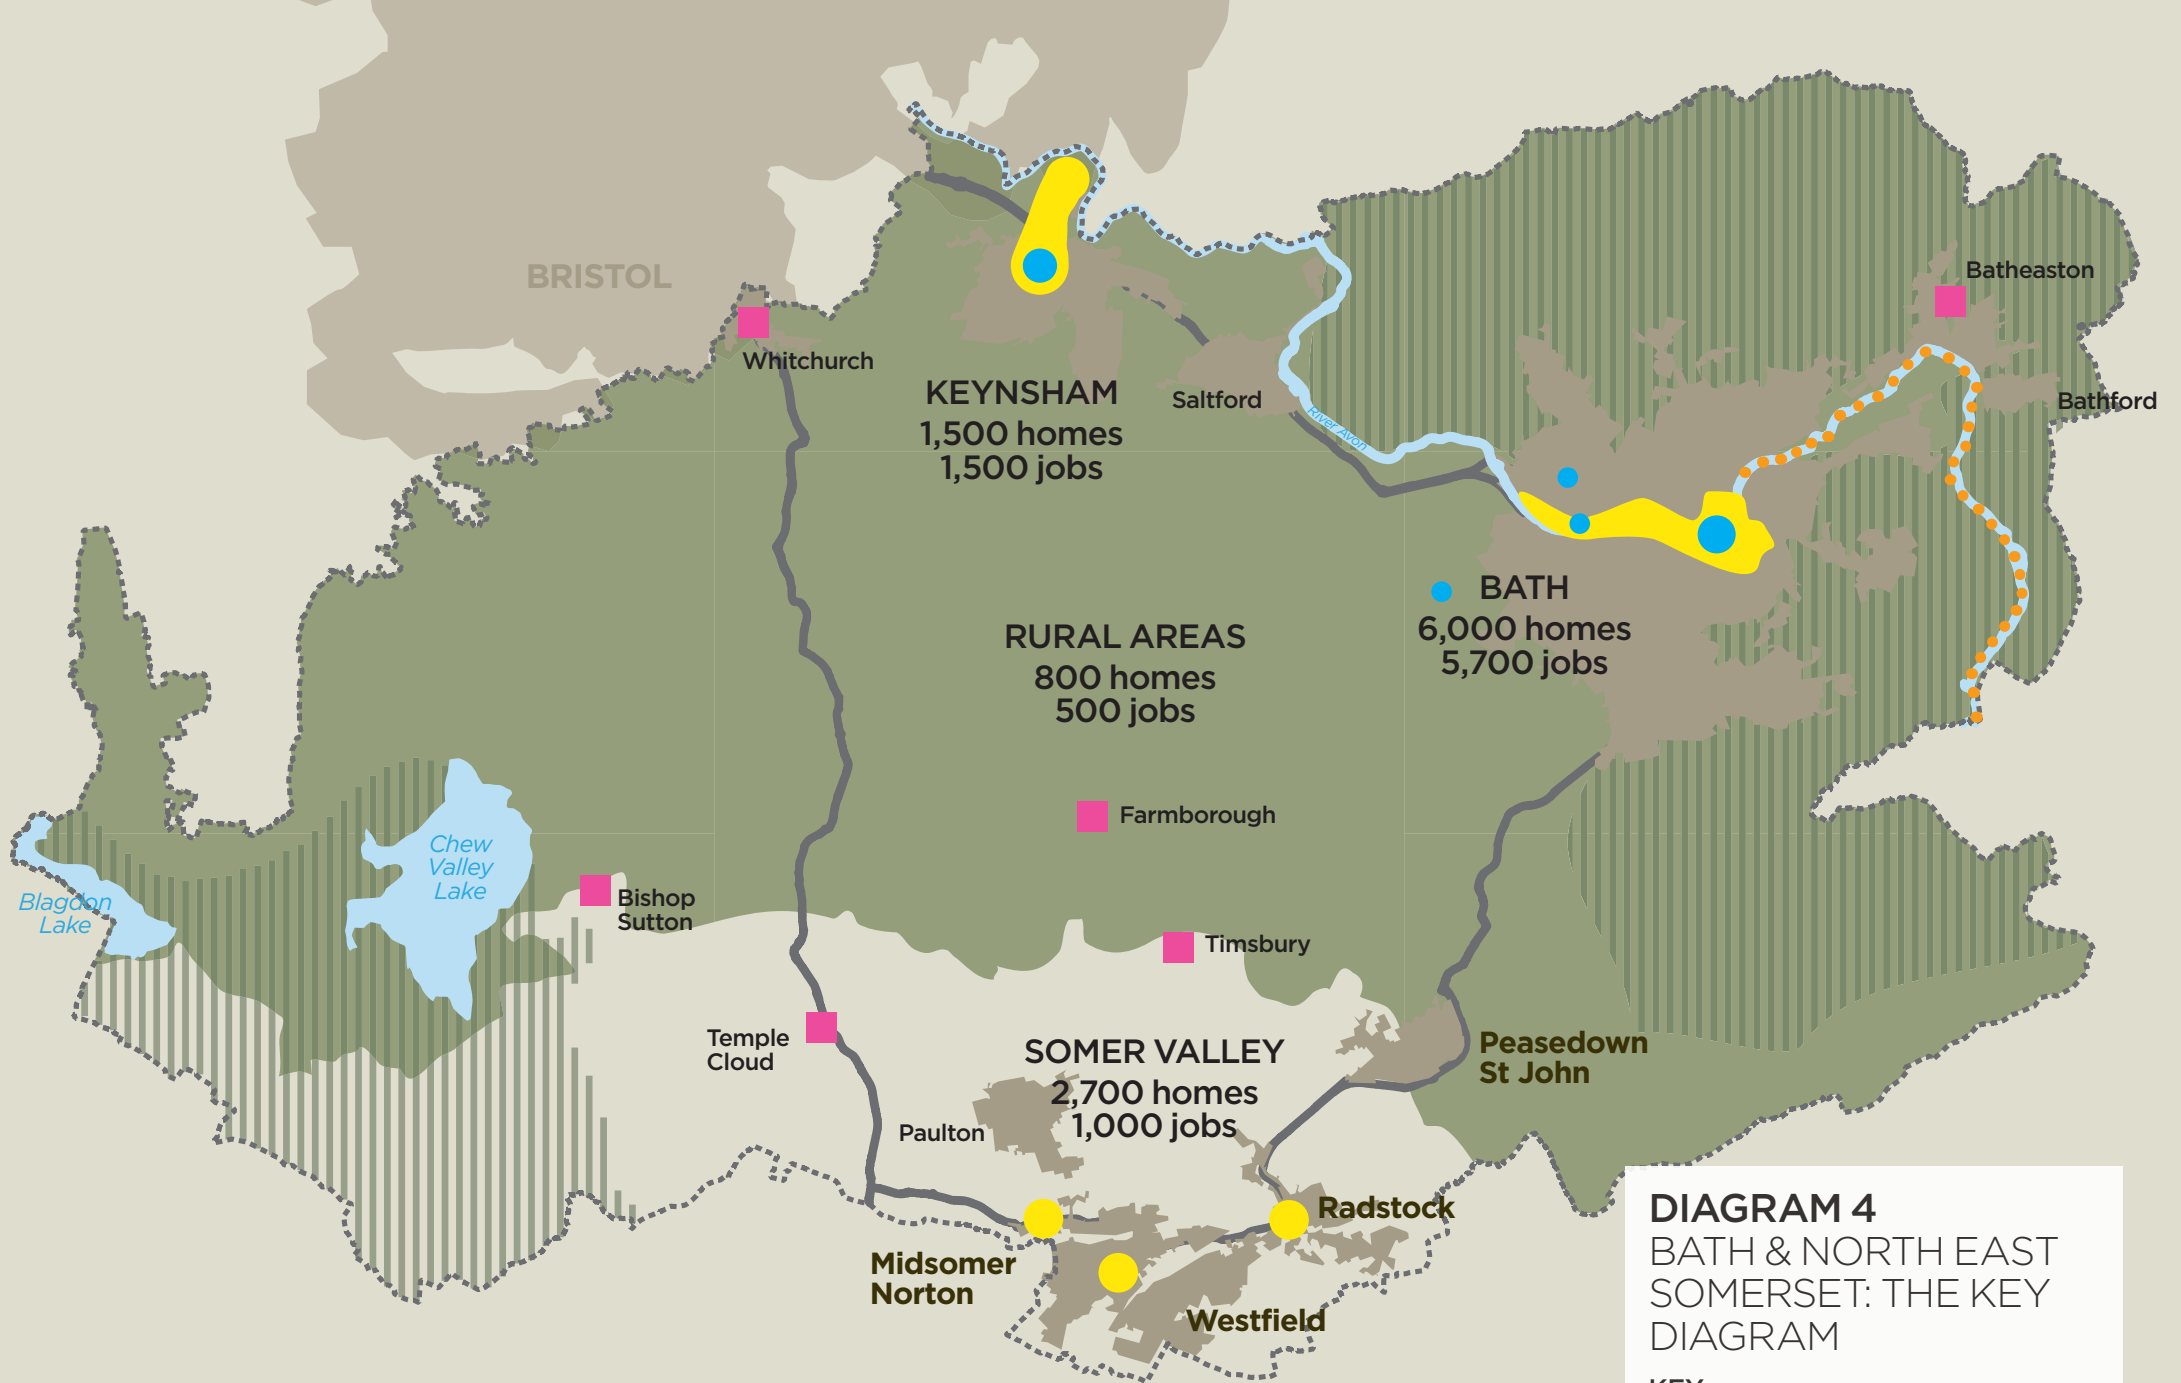 BRISTOL
Batheaston
Whitchurch
KEYNSHAM
1,500 homes
1,500 jobs
Saltford
River Avon
Bathford
BATH
6,000 homes
5,700 jobs
RURAL AREAS
800 homes
500 jobs
Farmborough
Chew
Valley
Lake
Blagdon
Lake
Bishop
Sutton
Timsbury
Temple
Cloud
SOMER VALLEY
2,700 homes
1,000 jobs
Peasedown
St John
Paulton
Radstock
Midsomer
Norton
Westfield
DIAGRAM 4
BATH & NORTH EAST
SOMERSET: THE KEY
DIAGRAM
KEY